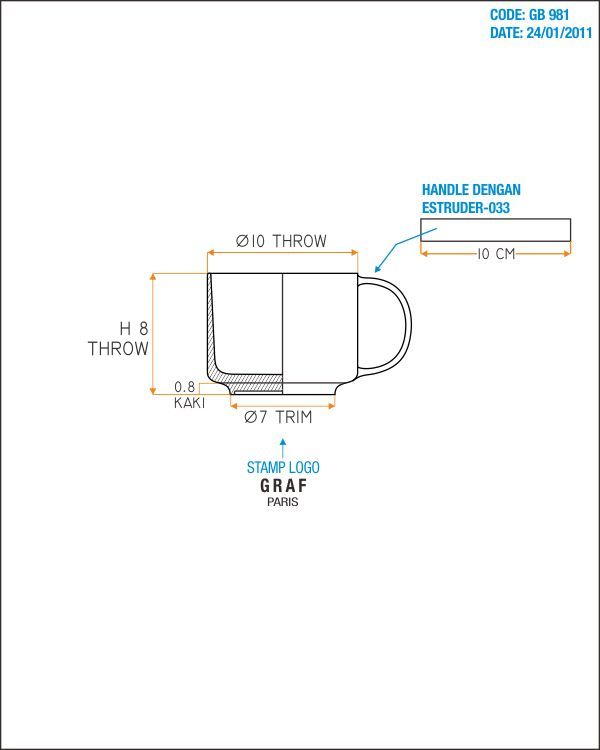 CODE: GB 981
DATE: 24/01/2011
HANDLE DENGAN
ESTRUDER-033
10 CM
Ø10 THROW
H 8
THROW
0.8
KAKI
Ø7 TRIM
STAMP LOGO
GRAF
PARIS